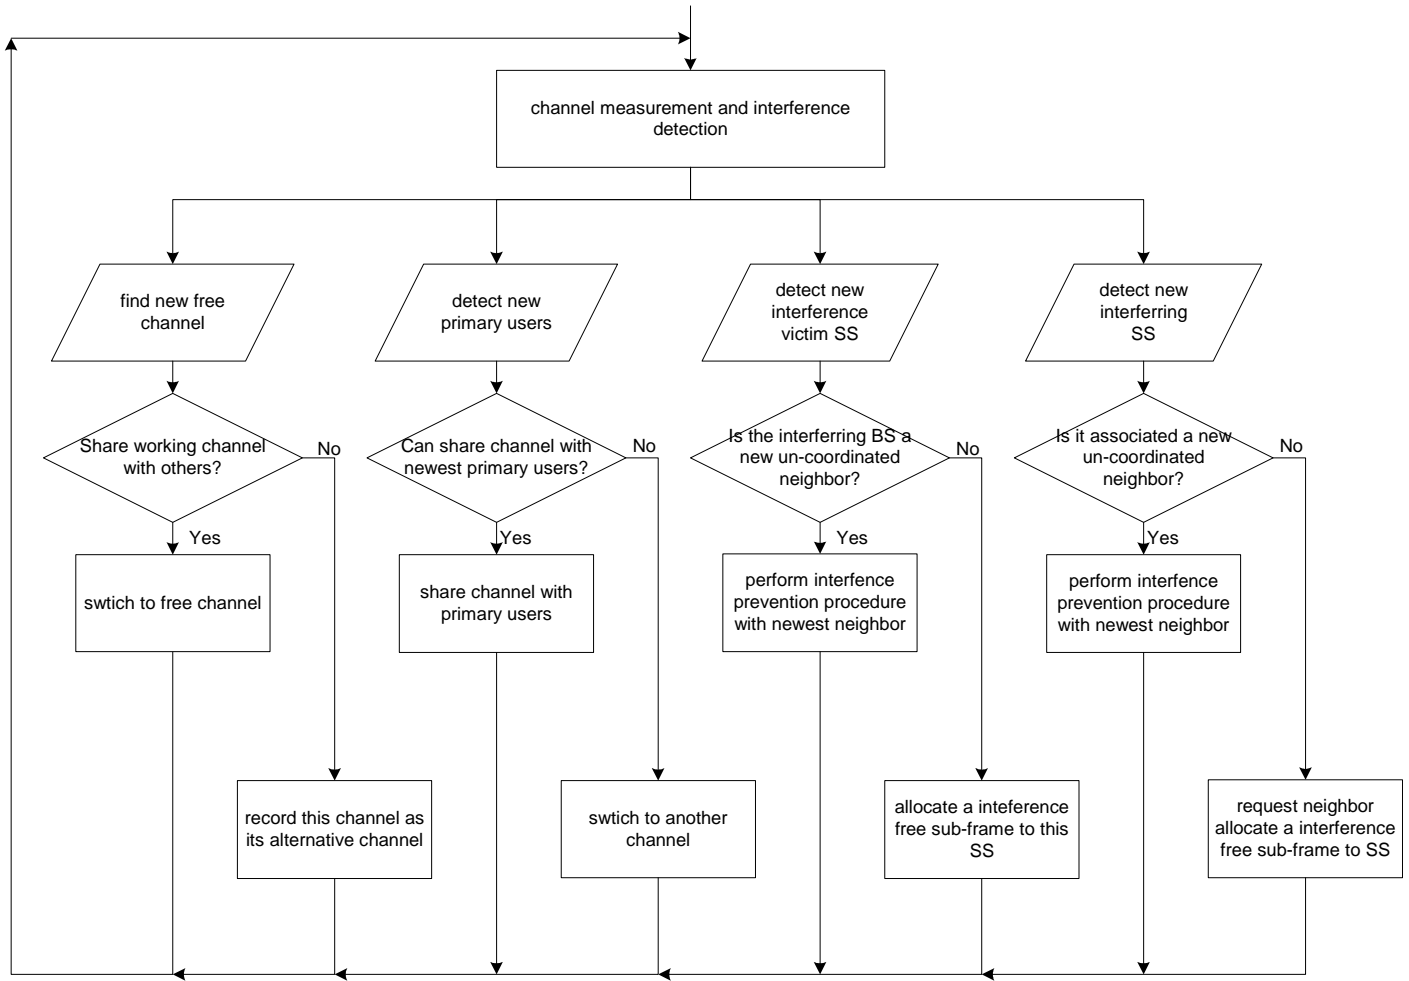 channel measurement and interference
detection
find new free
channel
detect new
primary users
detect new
interference
victim SS
detect new
interferring
SS
Share working channel
with others?
No
Can share channel with
newest primary users?
No
Is the interferring BS a
new un-coordinated
neighbor?
No
Is it associated a new
un-coordinated
neighbor?
No
Yes
Yes
Yes
Yes
swtich to free channel
share channel with
primary users
perform interfence
prevention procedure
with newest neighbor
perform interfence
prevention procedure
with newest neighbor
record this channel as
its alternative channel
swtich to another
channel
allocate a inteference
free sub-frame to this
SS
request neighbor
allocate a interference
free sub-frame to SS